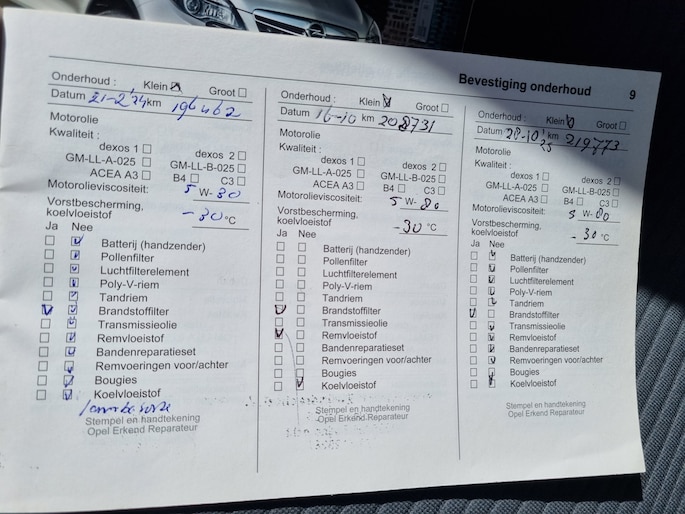 Bevestiging onderhoud 9
Onderhoud : Klein Groot
Datum 21-2,24 km 196462
Motorolie
Kwaliteit :
dexos 1 dexos 2
GM-LL-A-025 GM-LL-B-025
ACEA A3 B4 C3
Motorolieviscositeit: 5 W- 30
Vorstbescherming,
koelvloeistof -30 °C
Ja Nee
Batterij (handzender)
Pollenfilter
Luchtfilterelement
Poly-V-riem
Tandriem
Brandstoffilter
Transmissieolie
Remvloeistof
Bandenreparatieset
Remvoeringen voor/achter
Bougies
Koelvloeistof
Stempel en handtekening
Opel Erkend Reparateur
Onderhoud : Klein Groot
Datum 16-10 km 208731
Motorolie
Kwaliteit :
dexos 1 dexos 2
GM-LL-A-025 GM-LL-B-025
ACEA A3 B4 C3
Motorolieviscositeit: 5 W-
Vorstbescherming,
koelvloeistof -30 °C
Ja Nee
Batterij (handzender)
Pollenfilter
Luchtfilterelement
Poly-V-riem
Tandriem
Brandstoffilter
Transmissieolie
Remvloeistof
Bandenreparatieset
Remvoeringen voor/achter
Bougies
Koelvloeistof
Stempel en handtekening
Opel Erkend Reparateur
Onderhoud : Klein Groot
Datum 28-10, 25 km 219773
Motorolie
Kwaliteit :
dexos 1 dexos 2
GM-LL-A-025 GM-LL-B-025
ACEA A3 B4 C3
Motorolieviscositeit: 5 W-
Vorstbescherming,
koelvloeistof -30 °C
Ja Nee
Batterij (handzender)
Pollenfilter
Luchtfilterelement
Poly-V-riem
Tandriem
Brandstoffilter
Transmissieolie
Remvloeistof
Bandenreparatieset
Remvoeringen voor/achter
Bougies
Koelvloeistof
Stempel en handtekening
Opel Erkend Reparateur